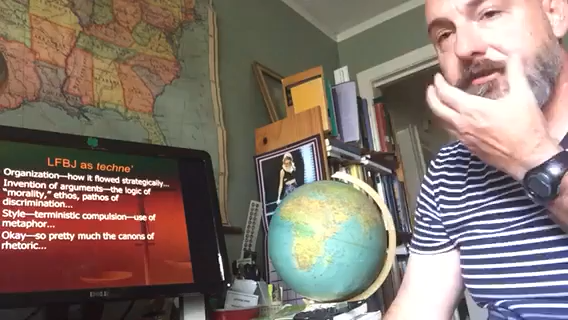 LFBJ as techne'
Organization—how it flowed strategically...
Invention of arguments—the logic of
"morality," ethos, pathos of
discrimination...
Style—terministic compulsion—use of
metaphor...
Okay—so pretty much the canons of
rhetoric...
DELL